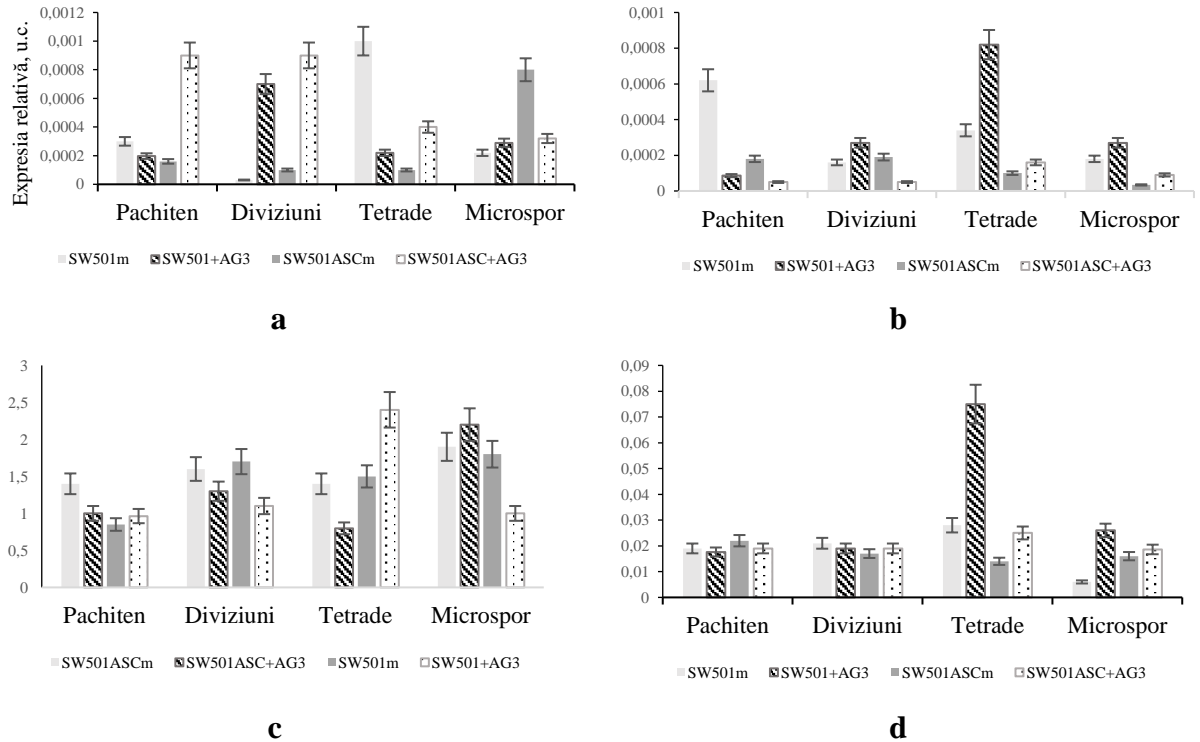 Expresia relativă, u.c.
0,0012
0,001
0,0008
0,0006
0,0004
0,0002
0
Pachiten Diviziuni Tetrade Microspor
SW501m SW501+AG3 SW501ASCm SW501ASC+AG3
a
0,001
0,0008
0,0006
0,0004
0,0002
0
Pachiten Diviziuni Tetrade Microspor
SW501m SW501+AG3 SW501ASCm SW501ASC+AG3
b
3
2,5
2
1,5
1
0,5
0
Pachiten Diviziuni Tetrade Microspor
SW501ASCm SW501ASC+AG3 SW501m SW501+AG3
c
0,09
0,08
0,07
0,06
0,05
0,04
0,03
0,02
0,01
0
Pachiten Diviziuni Tetrade Microspor
SW501m SW501+AG3 SW501ASCm SW501ASC+AG3
d